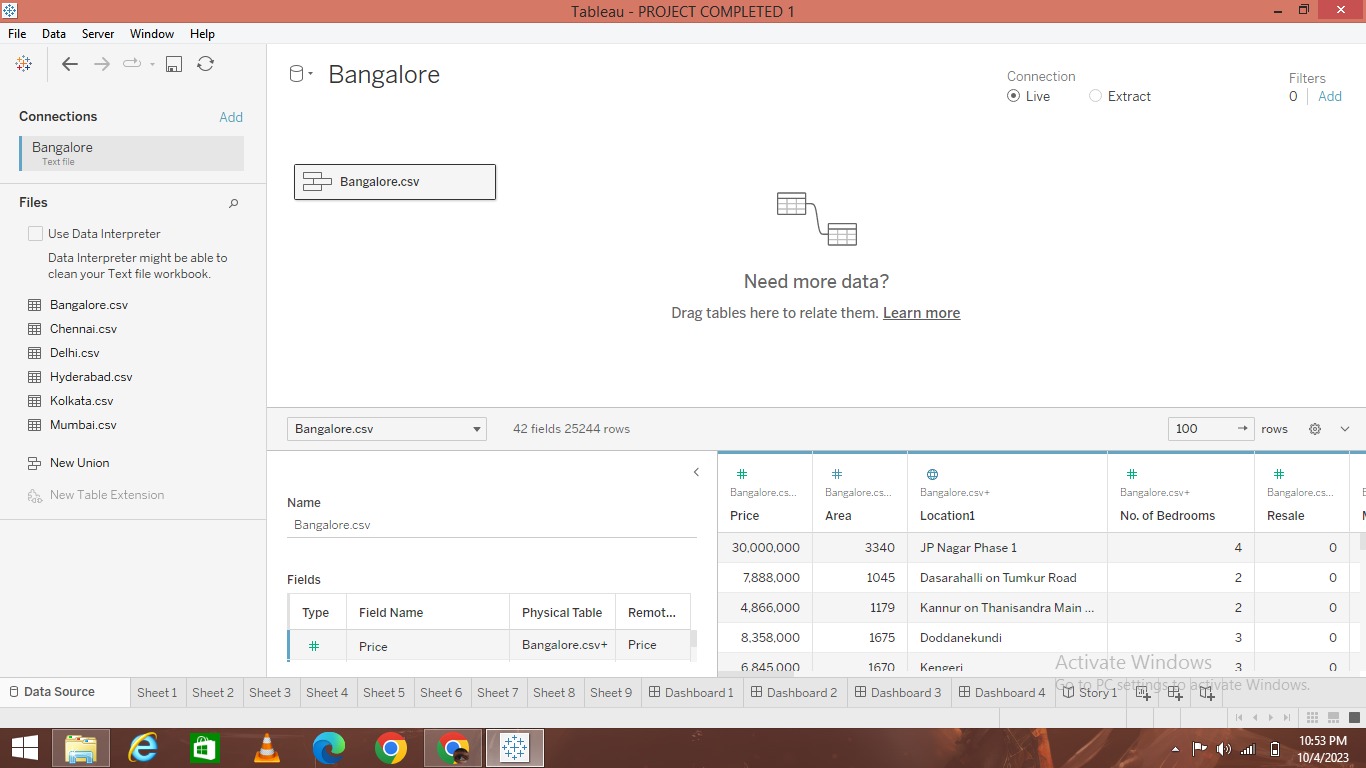 Tableau - PROJECT COMPLETED 1
File Data Server Window Help
Connections Add
Bangalore
Text file
Files
Use Data Interpreter
Data Interpreter might be able to
clean your Text file workbook.
Bangalore.csv
Chennai.csv
Delhi.csv
Hyderabad.csv
Kolkata.csv
Mumbai.csv
New Union
New Table Extension
Bangalore
Connection
Live Extract
Filters
0 Add
Bangalore.csv
Need more data?
Drag tables here to relate them. Learn more
Bangalore.csv 42 fields 25244 rows 100 rows
Name
Bangalore.csv
Fields
Type Field Name Physical Table Remot...
Price Bangalore.csv+ Price
Bangalore.cs... Bangalore.cs... Bangalore.csv+ Bangalore.csv+ Bangalore.cs...
Price Area Location1 No. of Bedrooms Resale
30,000,000 3340 JP Nagar Phase 1 4 0
7,888,000 1045 Dasarahalli on Tumkur Road 2 0
4,866,000 1179 Kannur on Thanisandra Main ... 2 0
8,358,000 1675 Doddanekundi 3 0
6,845,000 1670 Kengeri 3 0
Activate Windows
Go to PC settings to activate Windows.
Data Source Sheet 1 Sheet 2 Sheet 3 Sheet 4 Sheet 5 Sheet 6 Sheet 7 Sheet 8 Sheet 9 Dashboard 1 Dashboard 2 Dashboard 3 Dashboard 4 Story 1
10:53 PM
10/4/2023